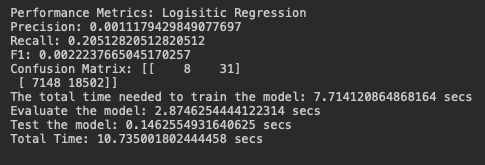 Performance Metrics: Logisitic Regression
Precision: 0.0011179429849077697
Recall: 0.20512820512820512
F1: 0.0022237665045170257
Confusion Matrix: [[    8    31]
 [ 7148 18502]]
The total time needed to train the model: 7.714120864868164 secs
Evaluate the model: 2.8746254444122314 secs
Test the model: 0.1462554931640625 secs
Total Time: 10.735001802444458 secs